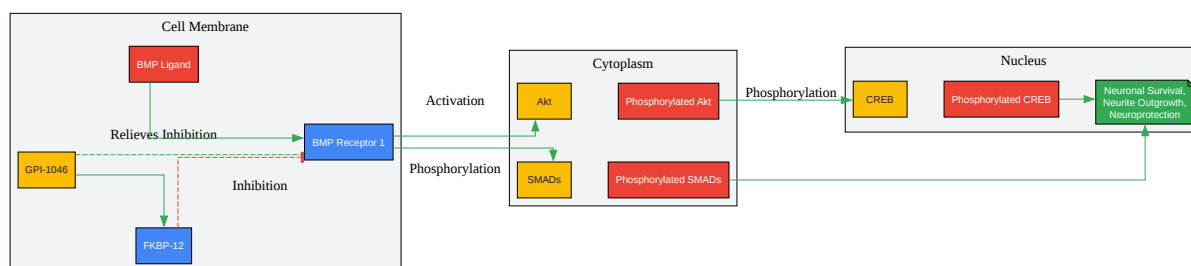 Cell Membrane
BMP Ligand
Relieves Inhibition
BMP Receptor 1
GPI-1046
Inhibition
FKBP-12
Activation
Phosphorylation
Cytoplasm
Akt
Phosphorylated Akt
SMADs
Phosphorylated SMADs
Phosphorylation
Nucleus
CREB
Phosphorylated CREB
Neuronal Survival,
Neurite Outgrowth,
Neuroprotection